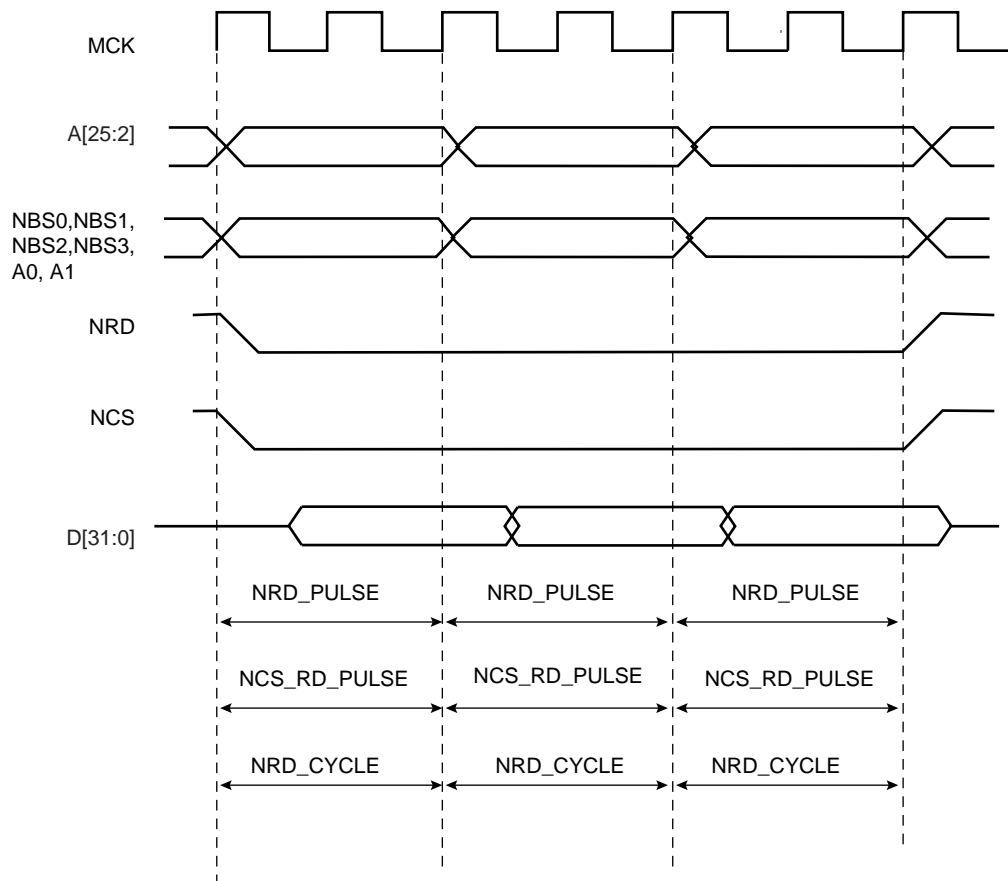 MCK
A[25:2]
NBS0,NBS1,
NBS2,NBS3,
A0, A1
NRD
NCS
D[31:0]
NRD_PULSE NRD_PULSE NRD_PULSE
NCS_RD_PULSE NCS_RD_PULSE NCS_RD_PULSE
NRD_CYCLE NRD_CYCLE NRD_CYCLE